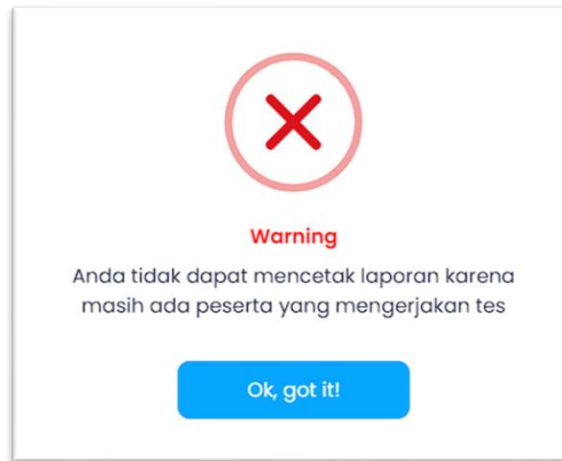 Warning
Anda tidak dapat mencetak laporan karena
masih ada peserta yang mengerjakan tes
Ok, got it!